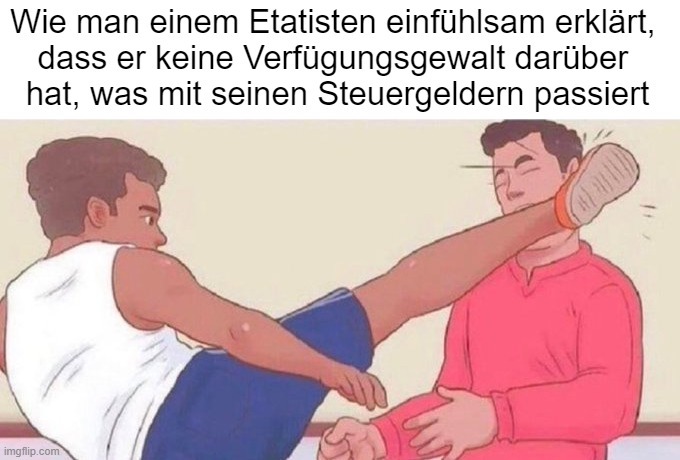 Wie man einem Etatisten einfühlsam erklärt,
dass er keine Verfügungsgewalt darüber
hat, was mit seinen Steuergeldern passiert
imgflip.com